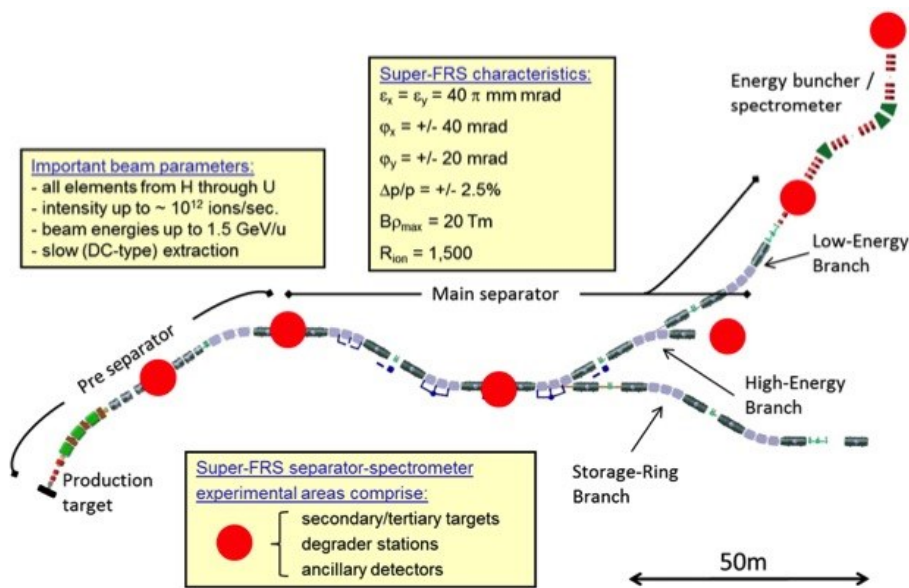 Super-FRS characteristics:
εx = εy = 40 π mm mrad
φx = +/- 40 mrad
φy = +/- 20 mrad
Δp/p = +/- 2.5%
Bρmax = 20 Tm
Rion = 1,500
Energy buncher /
spectrometer
Important beam parameters:
- all elements from H through U
- intensity up to ~ 10¹² ions/sec.
- beam energies up to 1.5 GeV/u
- slow (DC-type) extraction
Low-Energy
Branch
Main separator
Pre separator
High-Energy
Branch
Storage-Ring
Branch
Production
target
Super-FRS separator-spectrometer
experimental areas comprise:
secondary/tertiary targets
degrader stations
ancillary detectors
50m